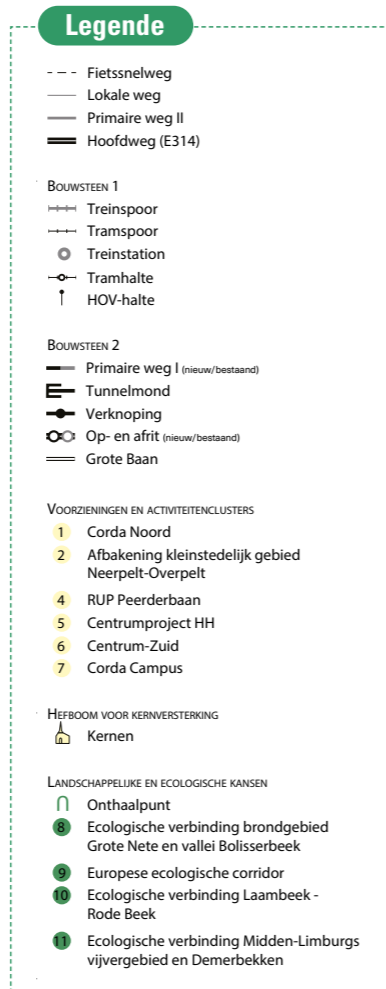 Legende
Fietssnelweg
Lokale weg
Primaire weg II
Hoofdweg (E314)
Bouwsteen 1
Treinspoor
Tramspoor
Treinstation
Tramhalte
HOV-halte
Bouwsteen 2
Primaire weg I (nieuw/bestaand)
Tunnelmond
Verknoping
Op- en afrit (nieuw/bestaand)
Grote Baan
Voorzieningen en activiteitenclusters
1 Corda Noord
2 Afbakening kleinstedelijk gebied
Neerpelt-Overpelt
4 RUP Peerderbaan
5 Centrumproject HH
6 Centrum-Zuid
7 Corda Campus
Hefboom voor kernversterking
Kernen
Landschappelijke en ecologische kansen
Onthaalpunt
8 Ecologische verbinding brondgebied
Grote Nete en vallei Bolisserbeek
9 Europese ecologische corridor
10 Ecologische verbinding Laambeek -
Rode Beek
11 Ecologische verbinding Midden-Limburgs
vijvergebied en Demerbekken